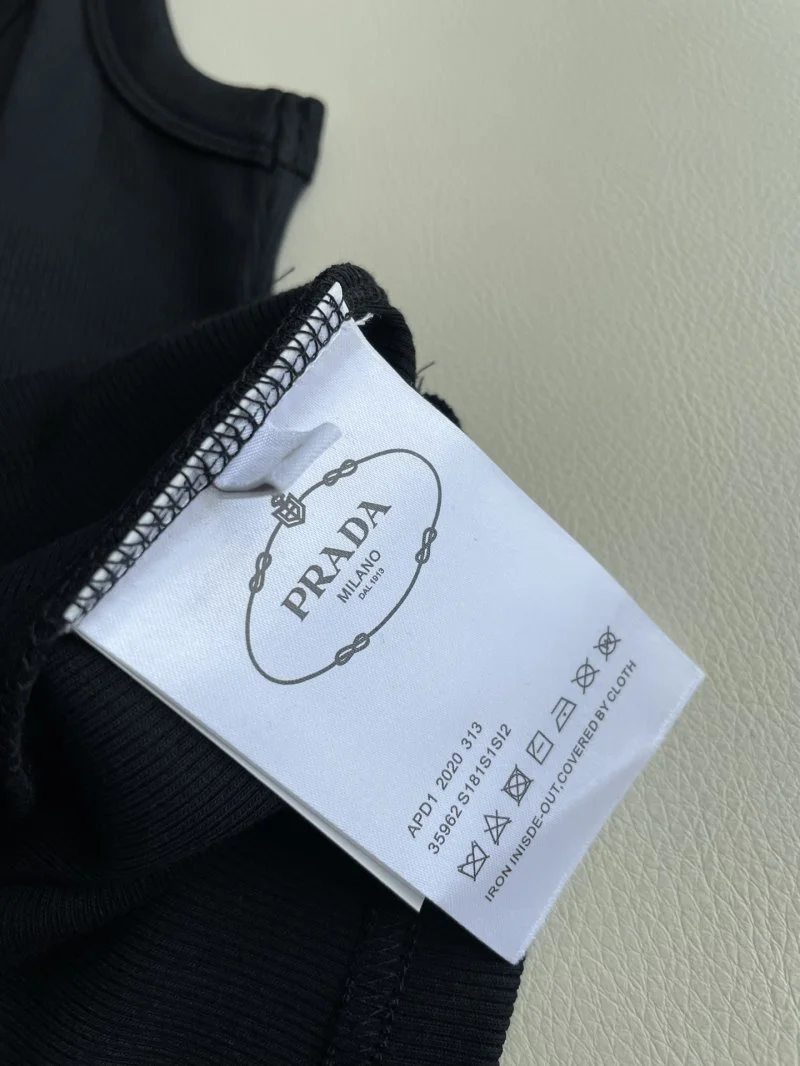 PRADA
MILANO
DAL 1913
APD1 2020 313
35962 S181S1SI2
IRON INISDE-OUT,COVERED BY CLOTH